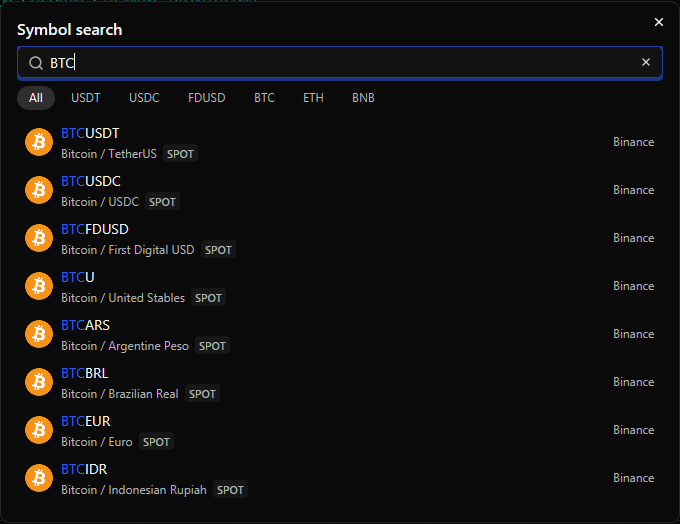 Symbol search
BTC
All USDT USDC FDUSD BTC ETH BNB
BTCUSDT
Bitcoin / TetherUS SPOT Binance
BTCUSDC
Bitcoin / USDC SPOT Binance
BTCFDUSD
Bitcoin / First Digital USD SPOT Binance
BTCU
Bitcoin / United Stables SPOT Binance
BTCARS
Bitcoin / Argentine Peso SPOT Binance
BTCBRL
Bitcoin / Brazilian Real SPOT Binance
BTCEUR
Bitcoin / Euro SPOT Binance
BTCIDR
Bitcoin / Indonesian Rupiah SPOT Binance